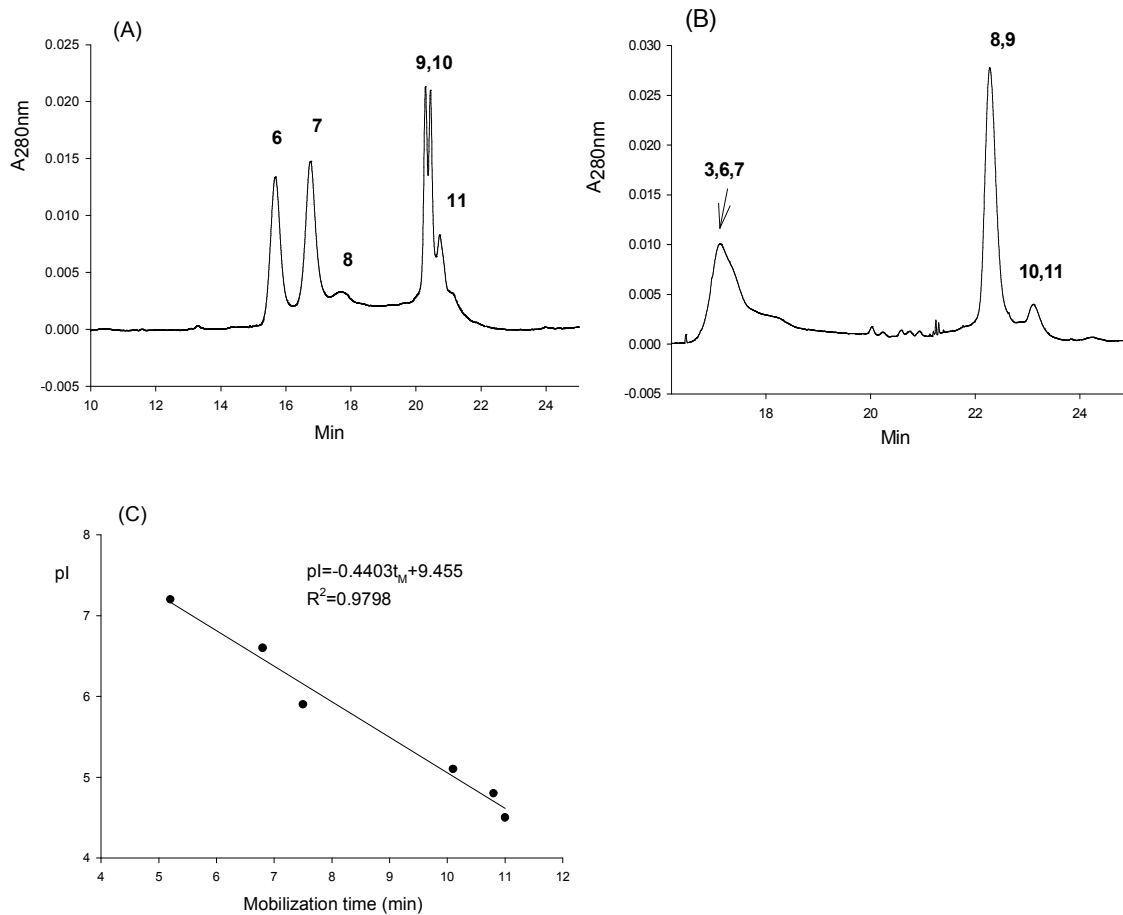 (A)
0.025
0.020
0.015
0.010
0.005
0.000
-0.005
A280nm
6
7
8
9,10
11
10 12 14 16 18 20 22 24
Min
(B)
0.030
0.025
0.020
0.015
0.010
0.005
0.000
-0.005
A280nm
3,6,7
8,9
10,11
18 20 22 24
Min
(C)
8
7
6
5
4
pI
pI=-0.4403tM+9.455
R2=0.9798
4 5 6 7 8 9 10 11 12
Mobilization time (min)